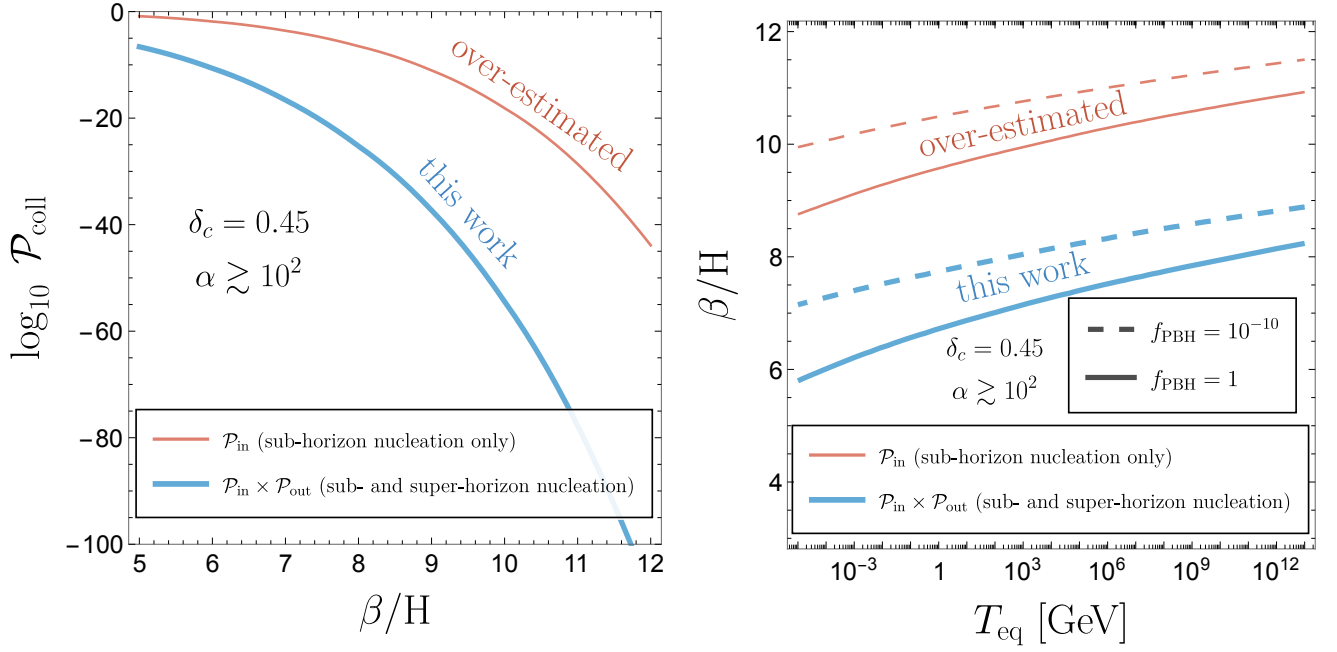 0
−20
−40
−60
−80
−100
log₁₀ 𝒫coll
over-estimated
this work
δc = 0.45
α ≳ 10²
𝒫in (sub-horizon nucleation only)
𝒫in × 𝒫out (sub- and super-horizon nucleation)
5 6 7 8 9 10 11 12
β/H
12
10
8
6
4
β/H
over-estimated
this work
δc = 0.45
α ≳ 10²
fPBH = 10⁻¹⁰
fPBH = 1
𝒫in (sub-horizon nucleation only)
𝒫in × 𝒫out (sub- and super-horizon nucleation)
10⁻³ 1 10³ 10⁶ 10⁹ 10¹²
Teq [GeV]